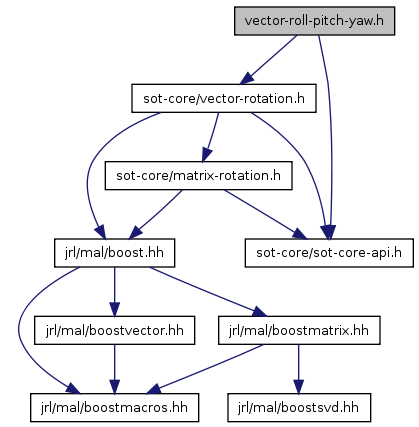 vector-roll-pitch-yaw.h
sot-core/vector-rotation.h
sot-core/matrix-rotation.h
jrl/mal/boost.hh
sot-core/sot-core-api.h
jrl/mal/boostvector.hh
jrl/mal/boostmatrix.hh
jrl/mal/boostmacros.hh
jrl/mal/boostsvd.hh